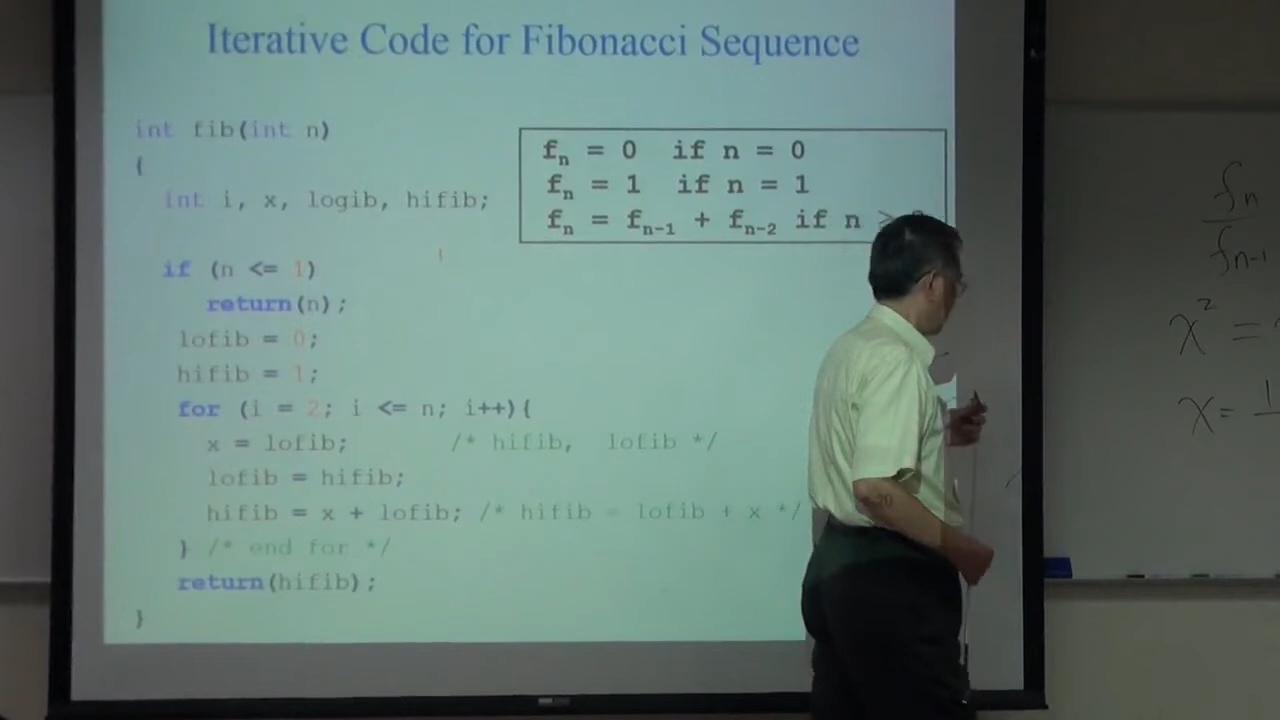 Iterative Code for Fibonacci Sequence
int fib(int n)
{
int i, x, logib, hifib;
if (n <= 1)
return(n);
lofib = 0;
hifib = 1;
for (i = 2; i <= n; i++){
x = lofib; /* hifib, lofib */
lofib = hifib;
hifib = x + lofib; /* hifib = lofib + x */
} /* end for */
return(hifib);
}
fn = 0 if n = 0
fn = 1 if n = 1
fn = fn-1 + fn-2 if n >
fn
fn-1
x² =
x =